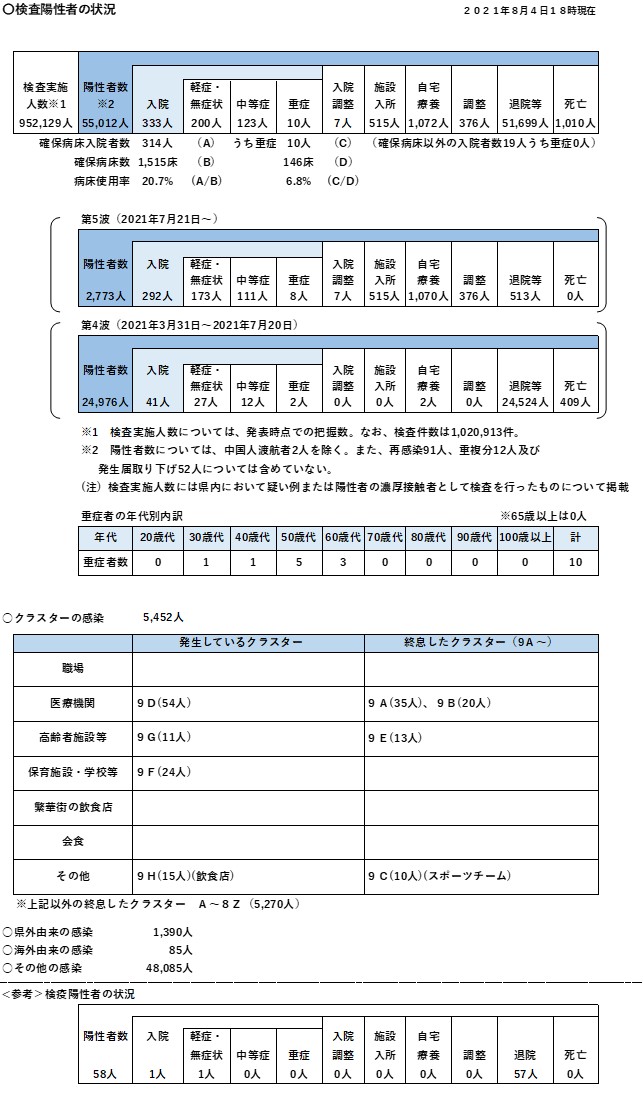 〇検査陽性者の状況
２０２１年８月４日１８時現在
検査実施 陽性者数 軽症・ 入院 施設 自宅
人数※1 ※2 入院 無症状 中等症 重症 調整 入所 療養 調整 退院等 死亡
952,129人 55,012人 333人 200人 123人 10人 7人 515人 1,072人 376人 51,699人 1,010人
確保病床入院者数 314人 （A） うち重症 10人 （C） （確保病床以外の入院者数19人うち重症0人）
確保病床数 1,515床 （B） 146床 （D）
病床使用率 20.7% （A/B） 6.8% （C/D）
第5波（2021年7月21日～）
軽症・ 入院 施設 自宅
陽性者数 入院 無症状 中等症 重症 調整 入所 療養 調整 退院等 死亡
2,773人 292人 173人 111人 8人 7人 515人 1,070人 376人 513人 0人
第4波（2021年3月31日～2021年7月20日）
軽症・ 入院 施設 自宅
陽性者数 入院 無症状 中等症 重症 調整 入所 療養 調整 退院等 死亡
24,976人 41人 27人 12人 2人 0人 0人 2人 0人 24,524人 409人
※1　検査実施人数については、発表時点での把握数。なお、検査件数は1,020,913件。
※2　陽性者数については、中国人渡航者2人を除く。また、再感染91人、重複分12人及び
発生届取り下げ52人については含めていない。
（注）検査実施人数には県内において疑い例または陽性者の濃厚接触者として検査を行ったものについて掲載
重症者の年代別内訳 ※65歳以上は0人
年代 20歳代 30歳代 40歳代 50歳代 60歳代 70歳代 80歳代 90歳代 100歳以上 計
重症者数 0 1 1 5 3 0 0 0 0 10
〇クラスターの感染 5,452人
発生しているクラスター 終息したクラスター（９A ～）
職場
医療機関 ９Ｄ(54人) ９ A(35人)、９B(20人)
高齢者施設等 ９Ｇ(11人) ９Ｅ(13人)
保育施設・学校等 ９Ｆ(24人)
繁華街の飲食店
会食
その他 ９Ｈ(15人)(飲食店) ９ C(10人)(スポーツチーム)
※上記以外の終息したクラスター　A ～８Z（5,270人）
〇県外由来の感染 1,390人
〇海外由来の感染 85人
〇その他の感染 48,085人
＜参考＞検疫陽性者の状況
陽性者数 入院 軽症・ 入院 施設 自宅
無症状 中等症 重症 調整 入所 療養 調整 退院 死亡
58人 1人 1人 0人 0人 0人 0人 0人 0人 57人 0人